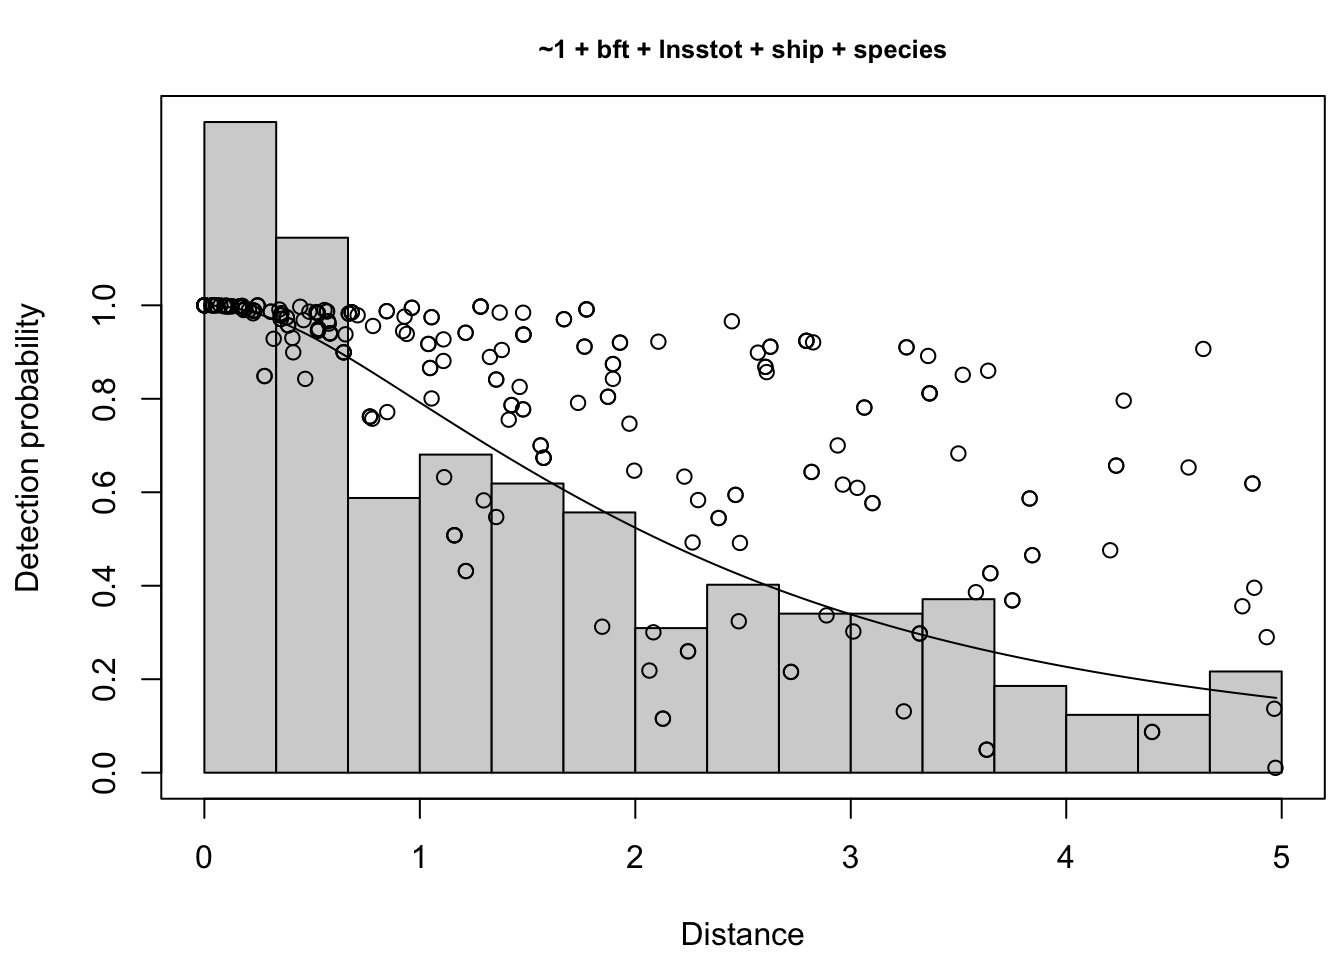 ~1 + bft + lnsstot + ship + species
Detection probability
1.0
0.8
0.6
0.4
0.2
0.0
0 1 2 3 4 5
Distance